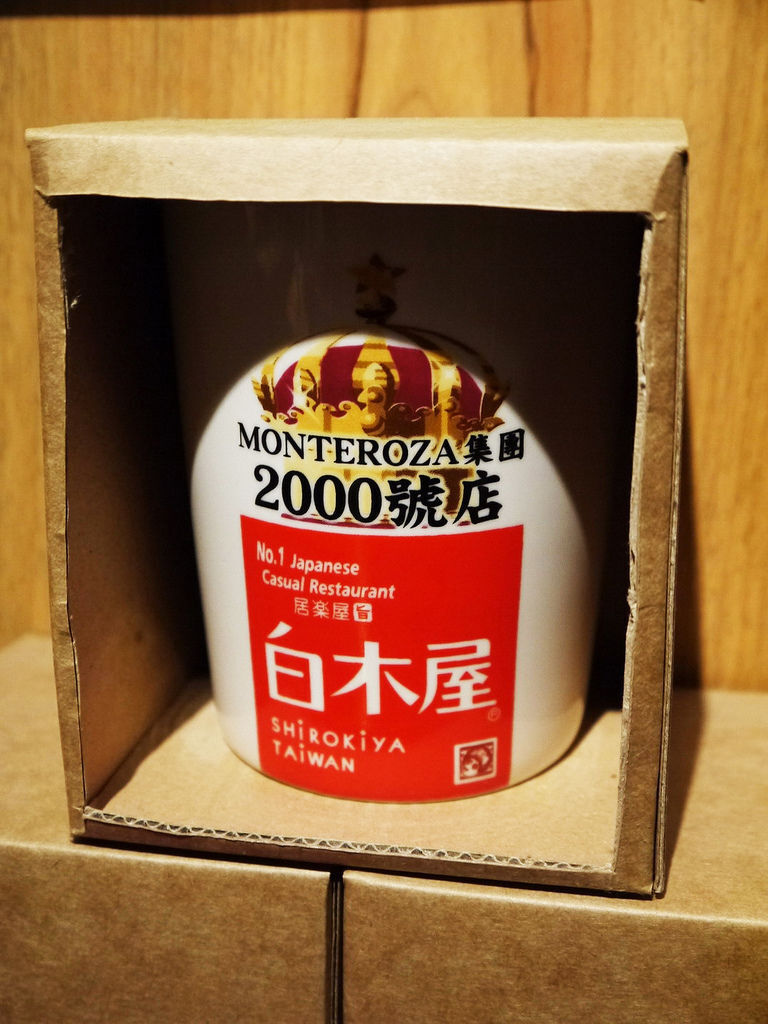 MONTEROZA集團
2000號店
No.1 Japanese
Casual Restaurant
居楽屋旨
白木屋
SHiROKiYA
TAiWAN